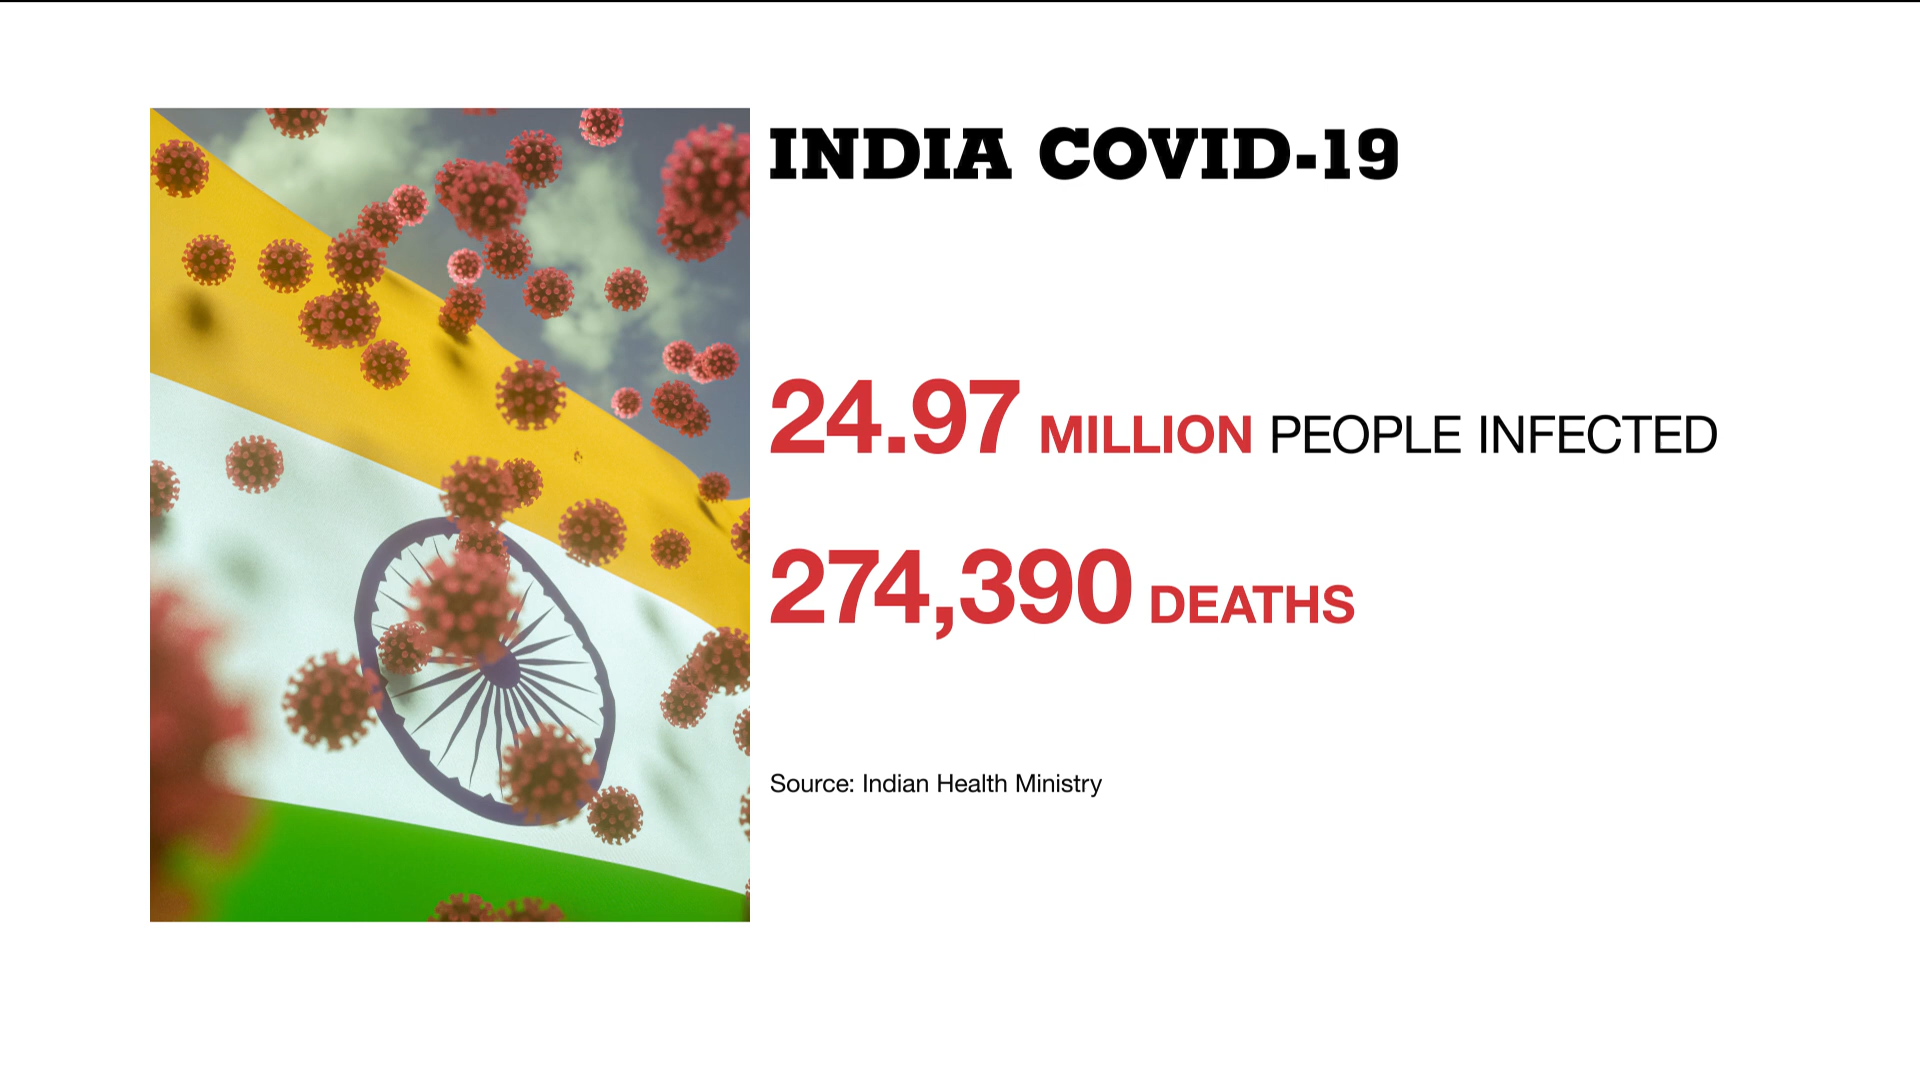 INDIA COVID-19
24.97 MILLION PEOPLE INFECTED
274,390 DEATHS
Source: Indian Health Ministry